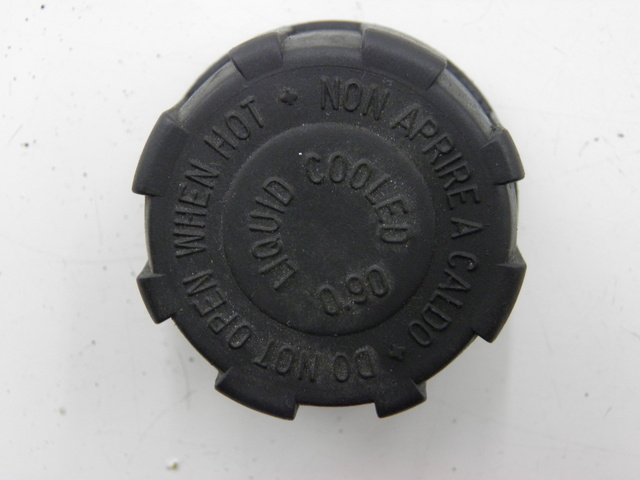 NON APRIRE A CALDO
DO NOT OPEN WHEN HOT
LIQUID COOLED
0.90